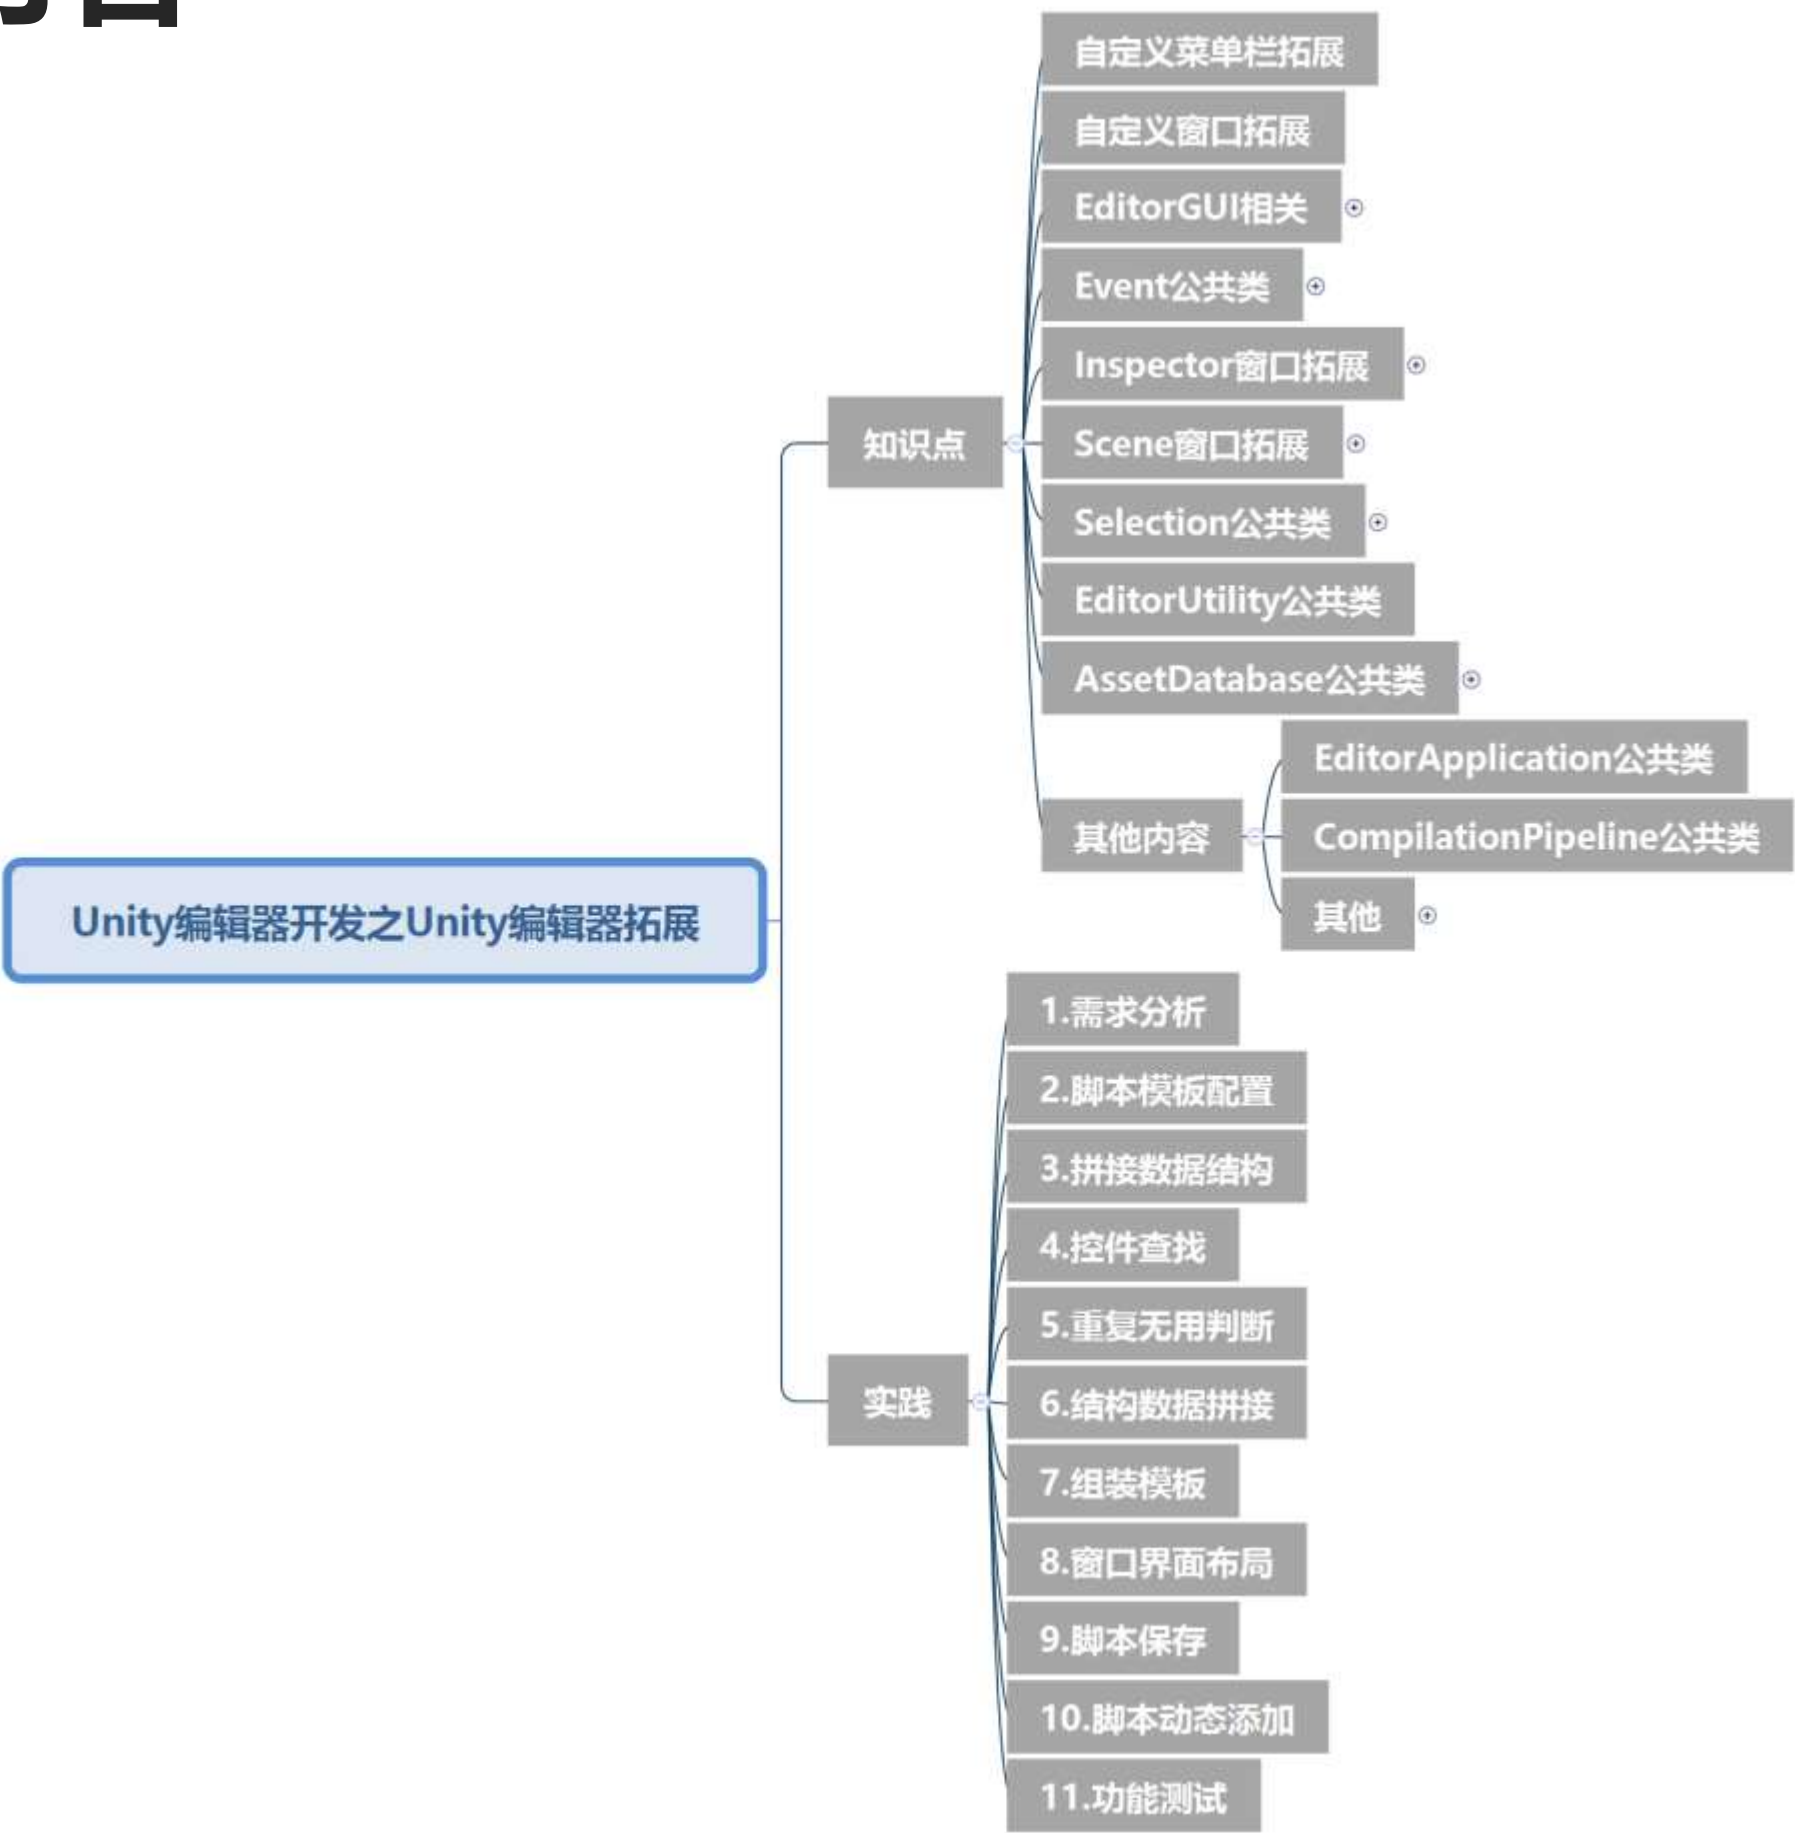 自定义菜单栏拓展
自定义窗口拓展
EditorGUI相关
Event公共类
Inspector窗口拓展
知识点
Scene窗口拓展
Selection公共类
EditorUtility公共类
AssetDatabase公共类
EditorApplication公共类
其他内容
CompilationPipeline公共类
其他
Unity编辑器开发之Unity编辑器拓展
1.需求分析
2.脚本模板配置
3.拼接数据结构
4.控件查找
5.重复无用判断
实践
6.结构数据拼接
7.组装模板
8.窗口界面布局
9.脚本保存
10.脚本动态添加
11.功能测试